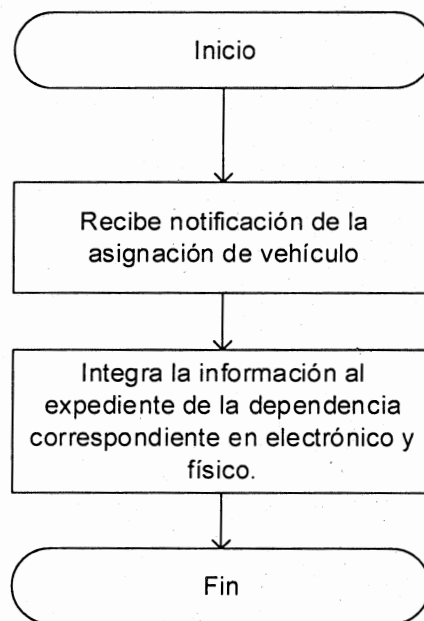 Inicio
Recibe notificación de la
asignación de vehículo
Integra la información al
expediente de la dependencia
correspondiente en electrónico y
físico.
Fin